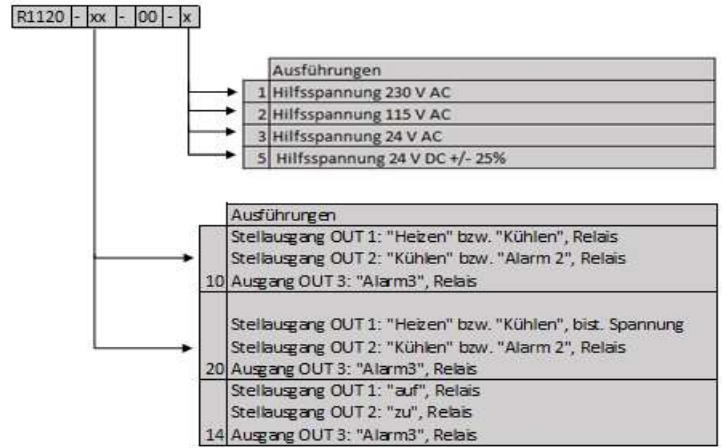 R1120 - xx - 00 - x
Ausführungen
1 Hilfsspannung 230 V AC
2 Hilfsspannung 115 V AC
3 Hilfsspannung 24 V AC
5 Hilfsspannung 24 V DC +/- 25%
Ausführungen
Stellausgang OUT 1: "Heizen" bzw. "Kühlen", Relais
Stellausgang OUT 2: "Kühlen" bzw. "Alarm 2", Relais
10 Ausgang OUT 3: "Alarm3", Relais
Stellausgang OUT 1: "Heizen" bzw. "Kühlen", bist. Spannung
Stellausgang OUT 2: "Kühlen" bzw. "Alarm 2", Relais
20 Ausgang OUT 3: "Alarm3", Relais
Stellausgang OUT 1: "auf", Relais
Stellausgang OUT 2: "zu", Relais
14 Ausgang OUT 3: "Alarm3", Relais